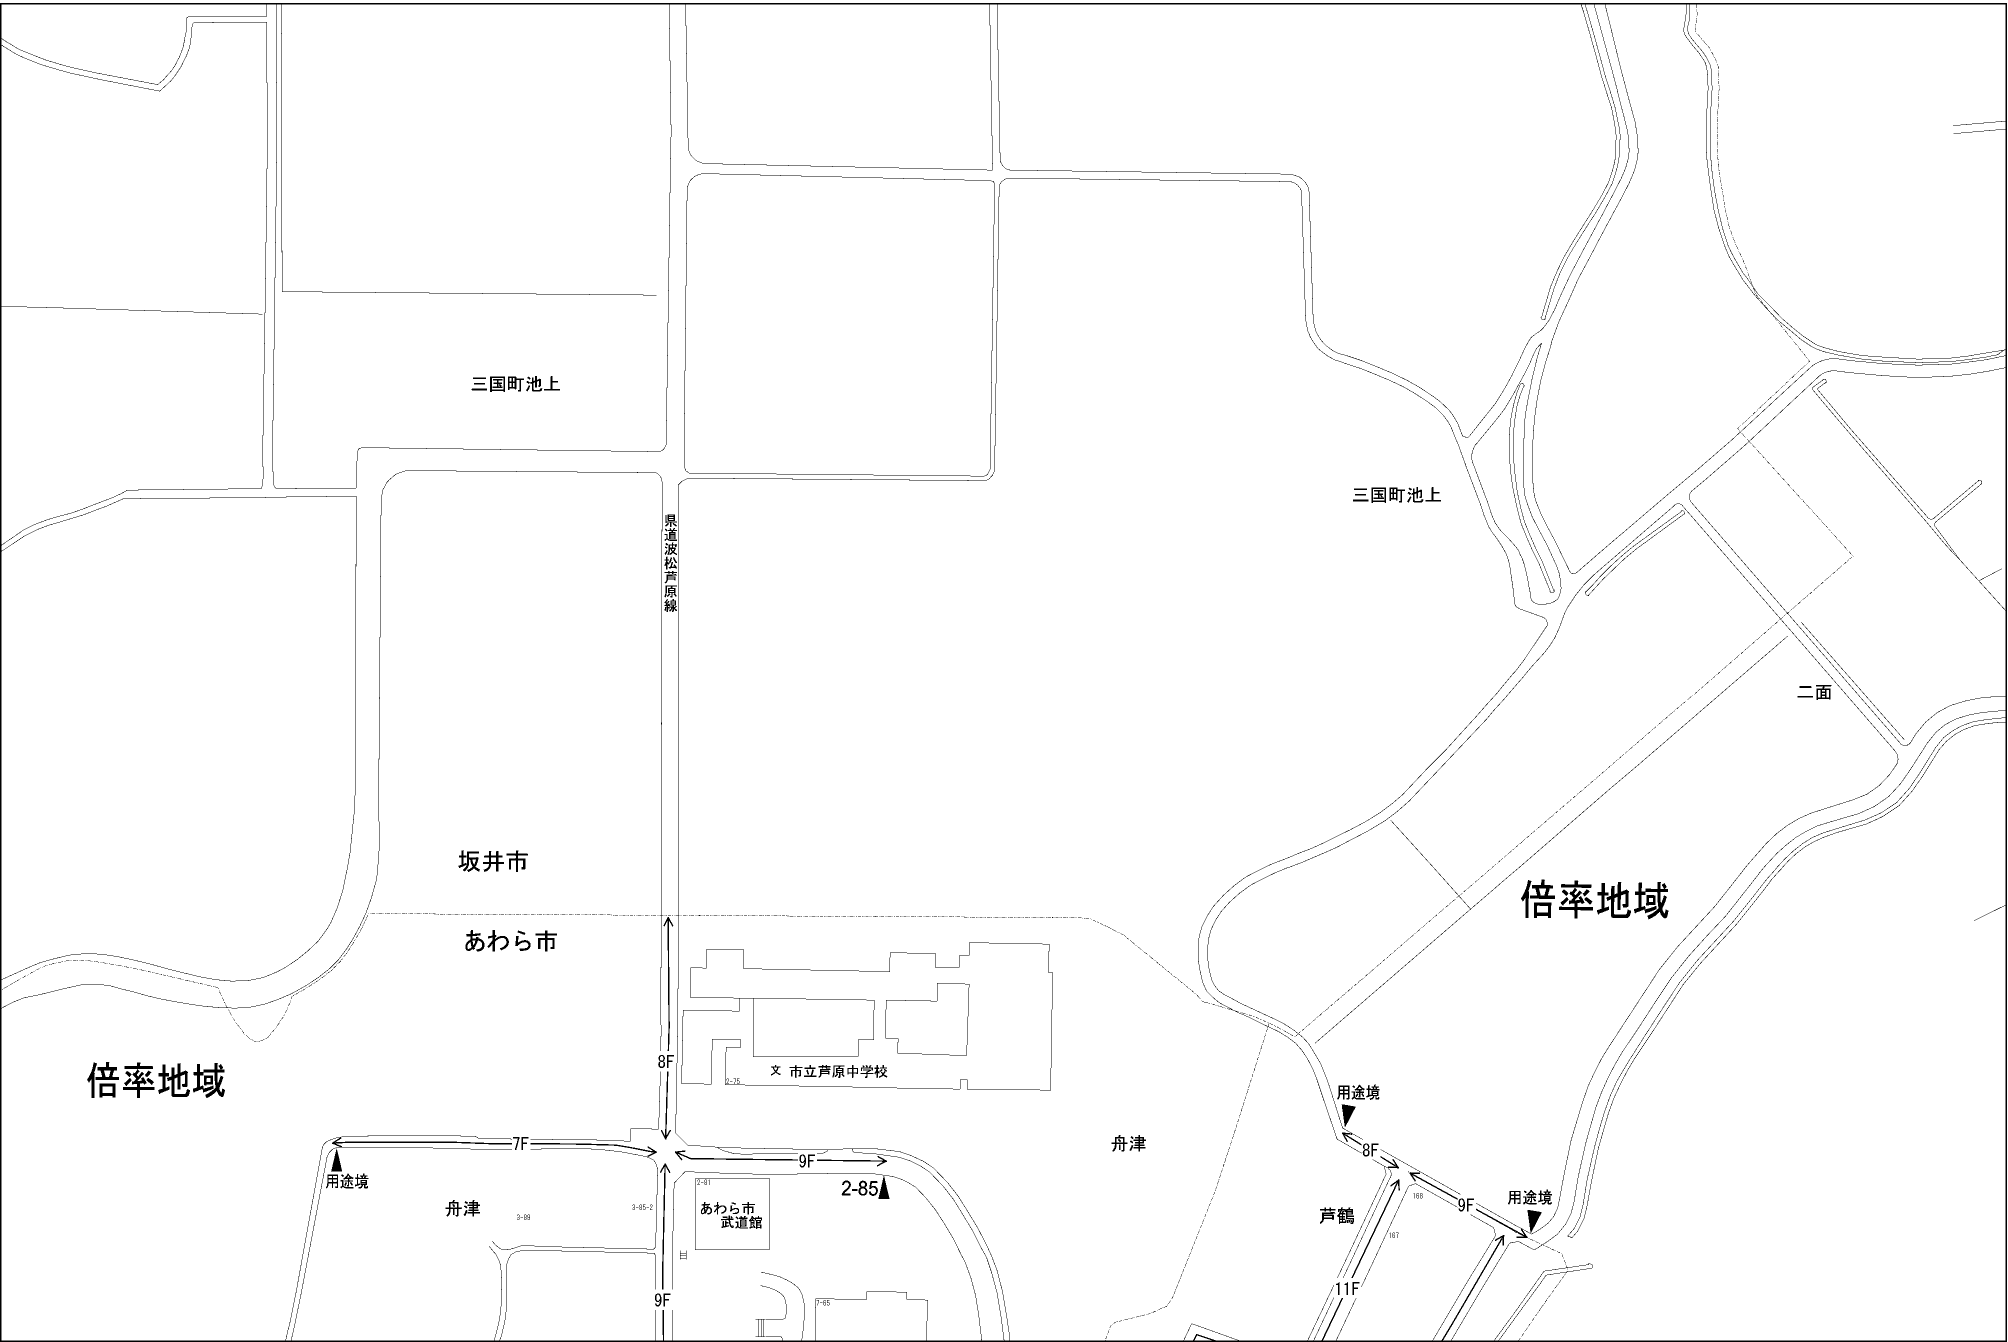 三国町池上
三国町池上
県道波松芦原線
二面
坂井市
あわら市
倍率地域
倍率地域
8F
2-75
文 市立芦原中学校
用途境
7F
9F
舟津
8F
用途境
2-85
2-81
168
用途境
舟津
3-89
3-85-2
あわら市
武道館
芦鶴
9F
167
11F
9F
7-65